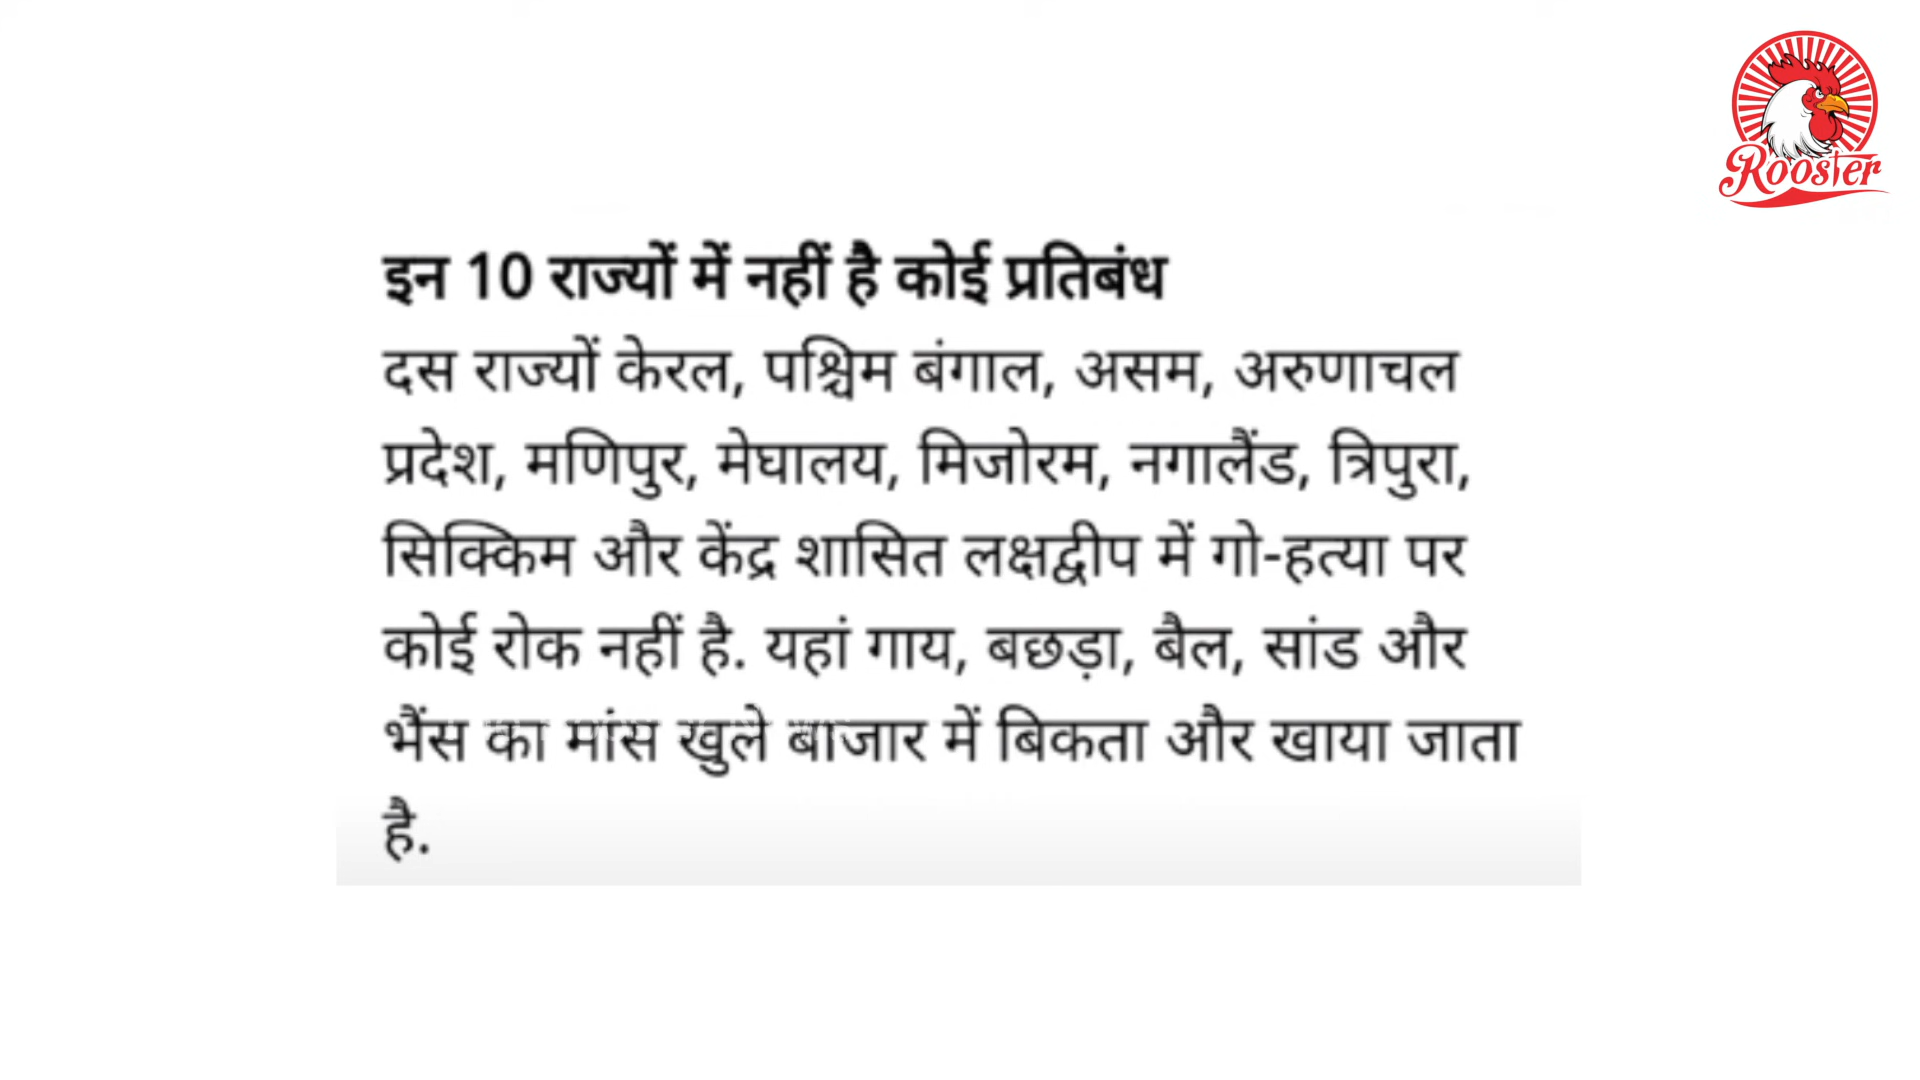 Rooster
इन 10 राज्यों में नहीं है कोई प्रतिबंध
दस राज्यों केरल, पश्चिम बंगाल, असम, अरुणाचल
प्रदेश, मणिपुर, मेघालय, मिजोरम, नगालैंड, त्रिपुरा,
सिक्किम और केंद्र शासित लक्षद्वीप में गो-हत्या पर
कोई रोक नहीं है. यहां गाय, बछड़ा, बैल, सांड और
भैंस का मांस खुले बाजार में बिकता और खाया जाता
है.